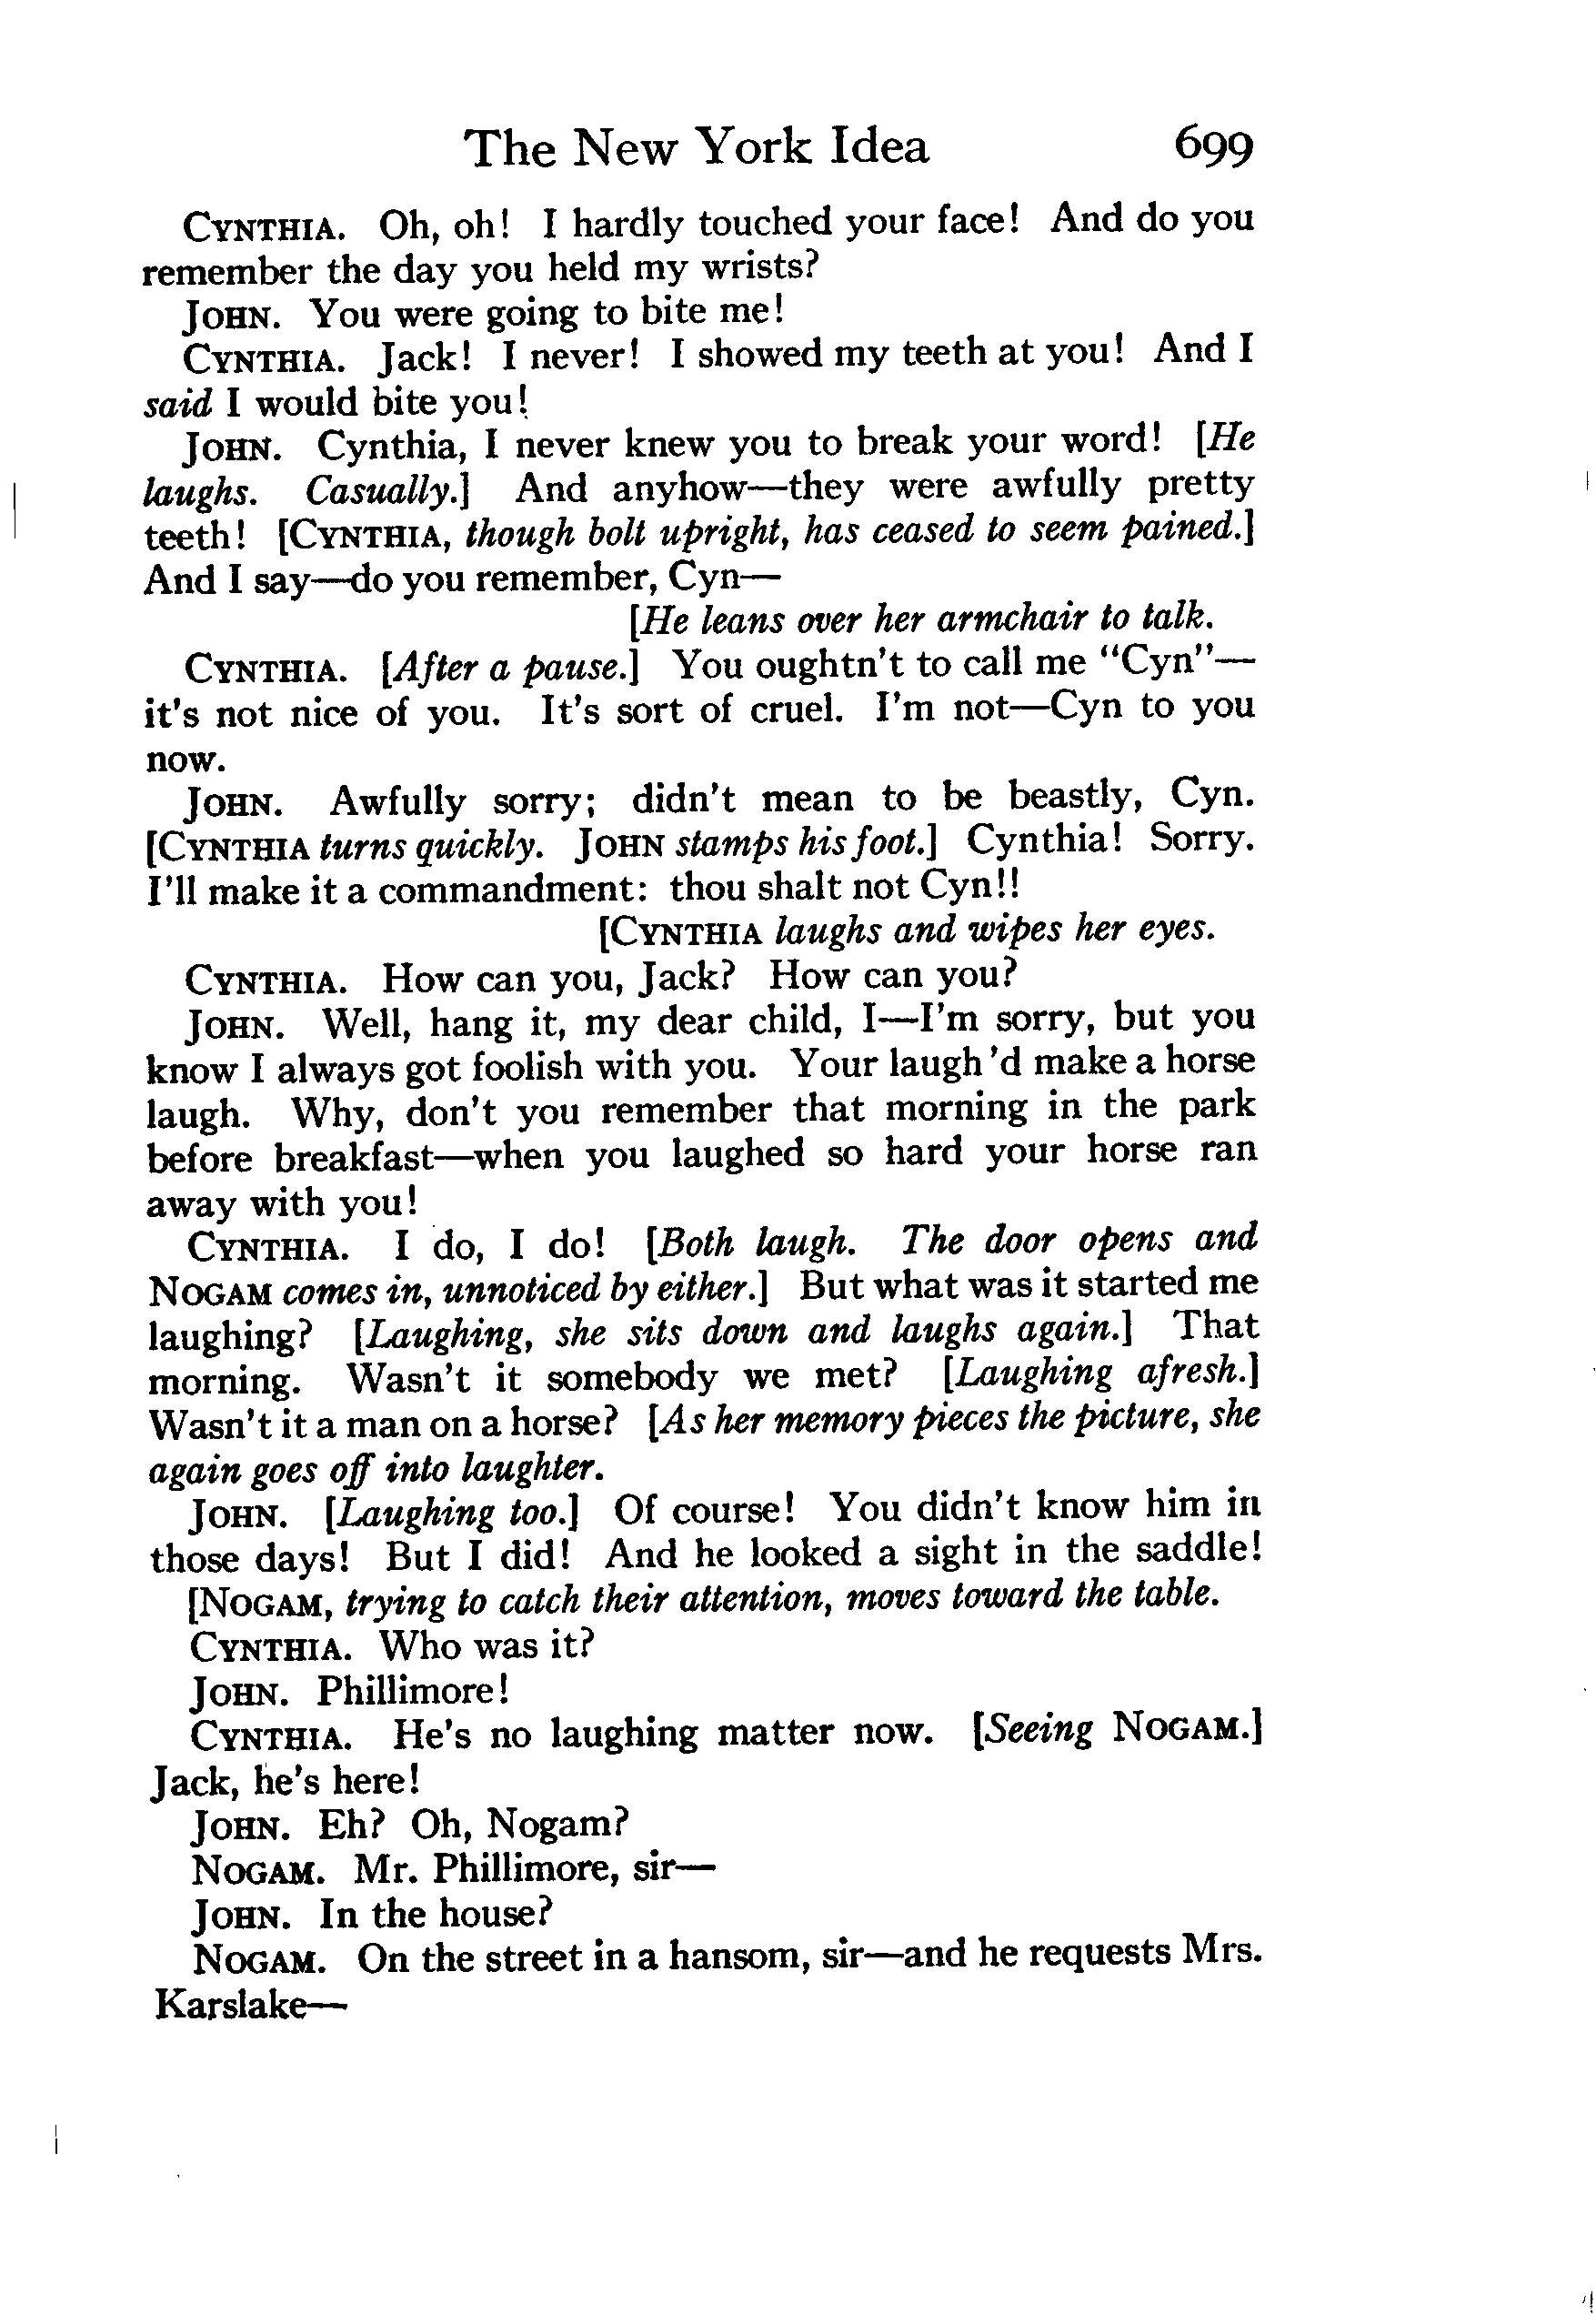 The New York Idea 699
CYNTHIA. Oh, oh! I hardly touched your face! And do you
remember the day you held my wrists?
JOHN. You were going to bite me!
CYNTHIA. Jack! I never! I showed my teeth at you! And I
said I would bite you!
JOHN. Cynthia, I never knew you to break your word! [He
laughs. Casually.] And anyhow—they were awfully pretty
teeth! [CYNTHIA, though bolt upright, has ceased to seem pained.]
And I say—do you remember, Cyn—
[He leans over her armchair to talk.
CYNTHIA. [After a pause.] You oughtn't to call me "Cyn"—
it's not nice of you. It's sort of cruel. I'm not—Cyn to you
now.
JOHN. Awfully sorry; didn't mean to be beastly, Cyn.
[CYNTHIA turns quickly. JOHN stamps his foot.] Cynthia! Sorry.
I'll make it a commandment: thou shalt not Cyn!!
[CYNTHIA laughs and wipes her eyes.
CYNTHIA. How can you, Jack? How can you?
JOHN. Well, hang it, my dear child, I—I'm sorry, but you
know I always got foolish with you. Your laugh 'd make a horse
laugh. Why, don't you remember that morning in the park
before breakfast—when you laughed so hard your horse ran
away with you!
CYNTHIA. I do, I do! [Both laugh. The door opens and
NOGAM comes in, unnoticed by either.] But what was it started me
laughing? [Laughing, she sits down and laughs again.] That
morning. Wasn't it somebody we met? [Laughing afresh.]
Wasn't it a man on a horse? [As her memory pieces the picture, she
again goes off into laughter.
JOHN. [Laughing too.] Of course! You didn't know him in
those days! But I did! And he looked a sight in the saddle!
[NOGAM, trying to catch their attention, moves toward the table.
CYNTHIA. Who was it?
JOHN. Phillimore!
CYNTHIA. He's no laughing matter now. [Seeing NOGAM.]
Jack, he's here!
JOHN. Eh? Oh, Nogam?
NOGAM. Mr. Phillimore, sir—
JOHN. In the house?
NOGAM. On the street in a hansom, sir—and he requests Mrs.
Karslake—